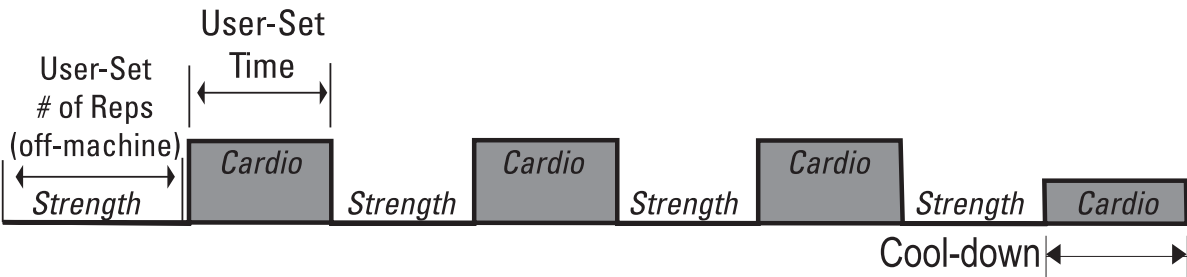 User-Set
Time
User-Set
# of Reps
(off-machine)
Strength
Cardio
Strength
Cardio
Strength
Cardio
Strength
Cardio
Cool-down